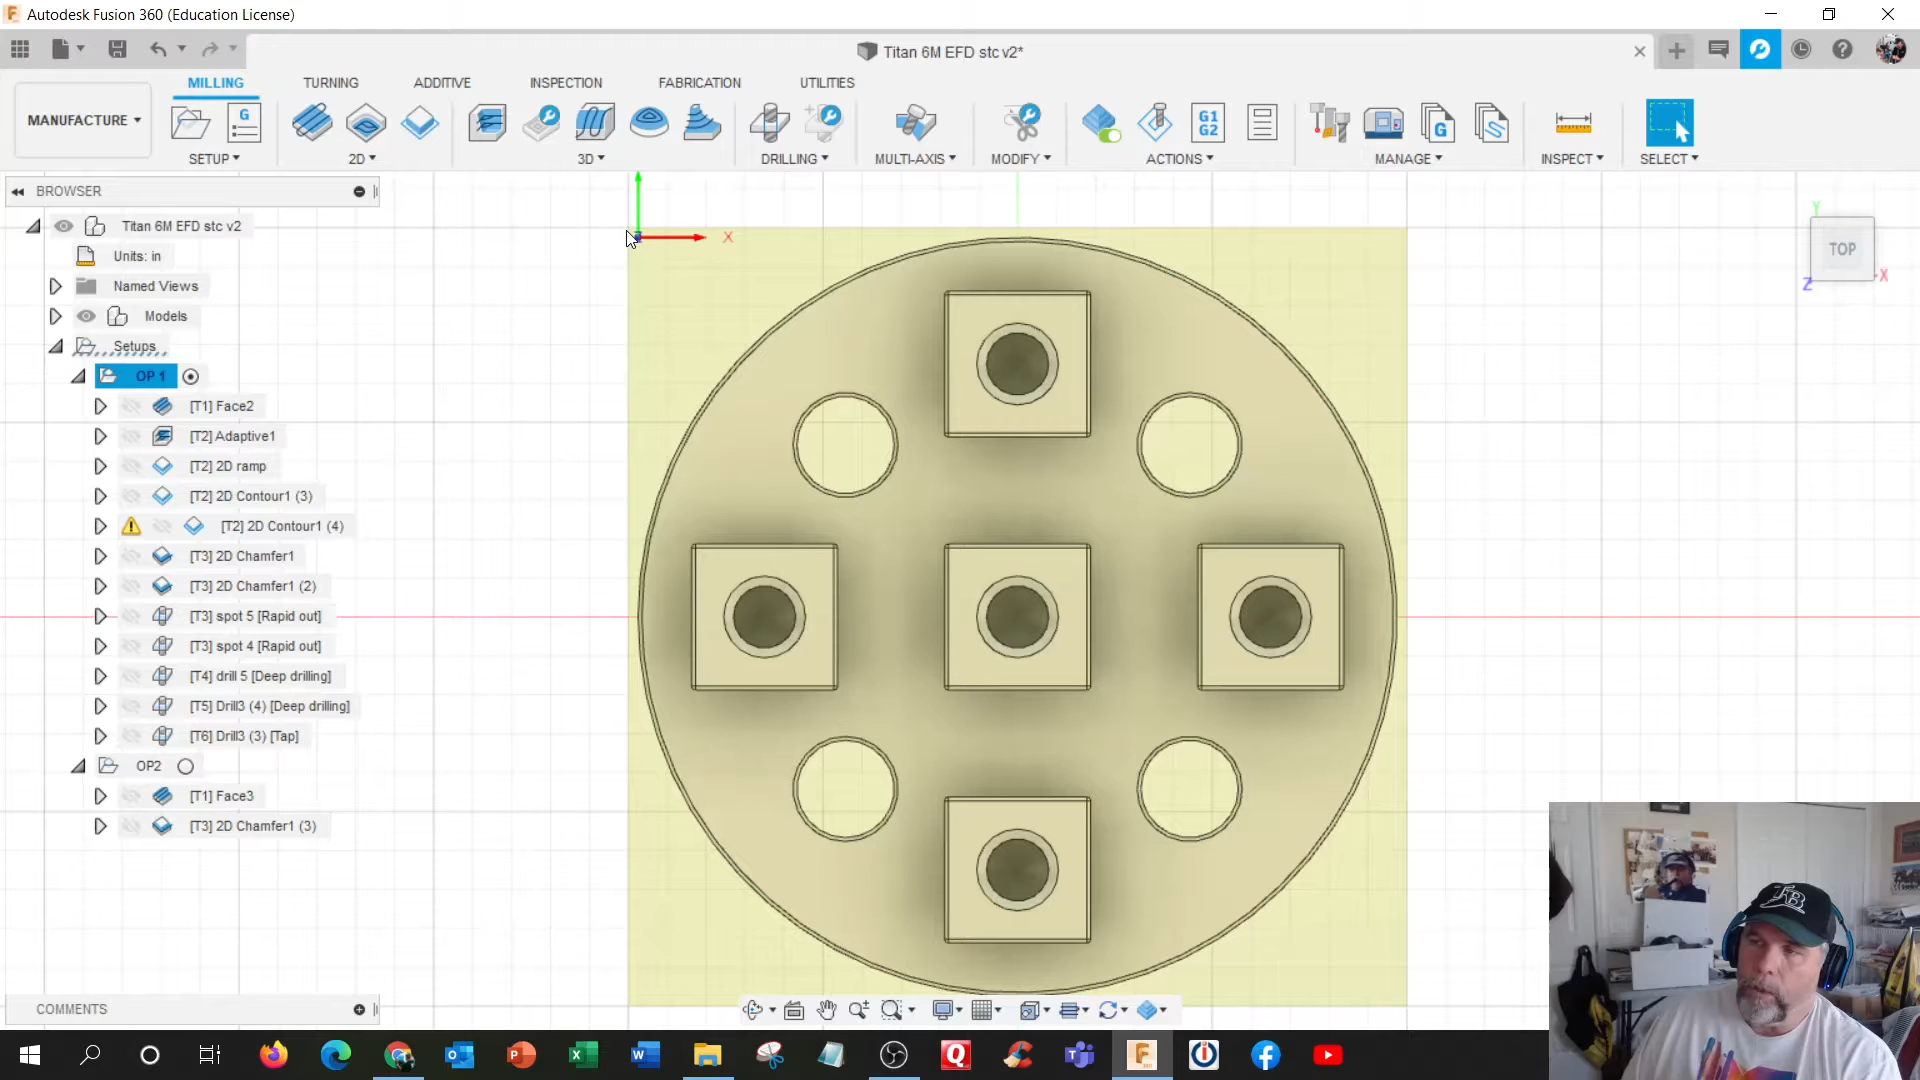 Autodesk Fusion 360 (Education License)
Titan 6M EFD stc v2*
MILLING TURNING ADDITIVE INSPECTION FABRICATION UTILITIES
MANUFACTURE
G
G1
G2
G
SETUP 2D 3D DRILLING MULTI-AXIS MODIFY ACTIONS MANAGE INSPECT SELECT
BROWSER
Titan 6M EFD stc v2
Units: in
Named Views
Models
Setups
OP 1
[T1] Face2
[T2] Adaptive1
[T2] 2D ramp
[T2] 2D Contour1 (3)
[T2] 2D Contour1 (4)
[T3] 2D Chamfer1
[T3] 2D Chamfer1 (2)
[T3] spot 5 [Rapid out]
[T3] spot 4 [Rapid out]
[T4] drill 5 [Deep drilling]
[T5] Drill3 (4) [Deep drilling]
[T6] Drill3 (3) [Tap]
OP2
[T1] Face3
[T3] 2D Chamfer1 (3)
X
Y
TOP
X
Z
COMMENTS